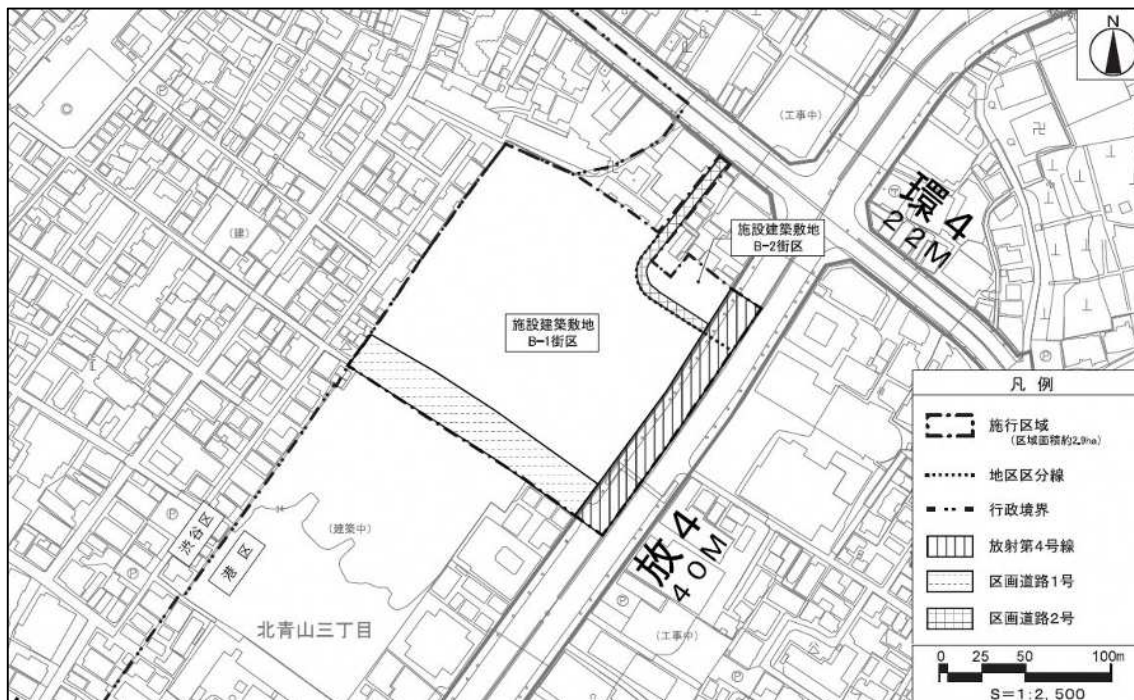 N
(工事中)
卍
環4
22M
(建)
施設建築敷地
B-2街区
施設建築敷地
B-1街区
凡例
施行区域
(区域面積約2.9ha)
地区区分線
行政境界
放射第4号線
区画道路1号
区画道路2号
渋谷区
港区
(建築中)
放4
40M
北青山三丁目
(工事中)
0 25 50 100m
S=1:2,500